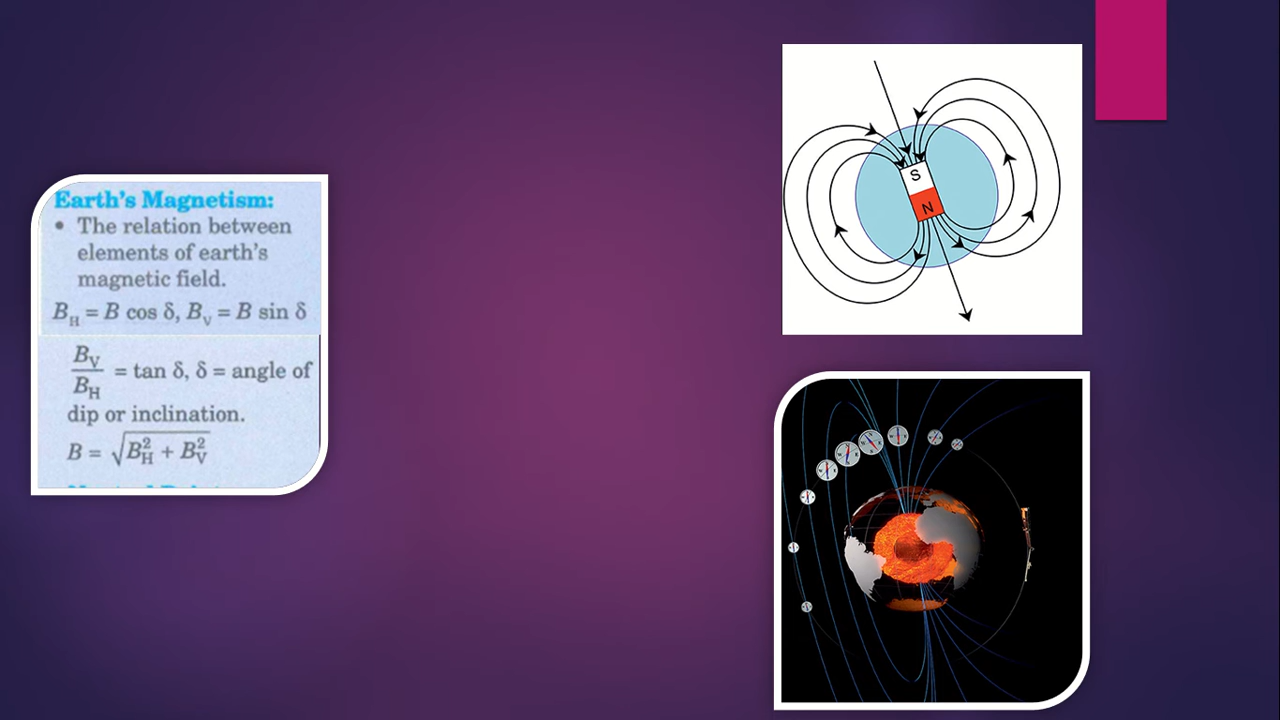 Earth's Magnetism:
• The relation between
elements of earth's
magnetic field.
B_H = B cos δ, B_V = B sin δ
B_V/B_H = tan δ, δ = angle of
dip or inclination.
B = √(B_H² + B_V²)
S
N